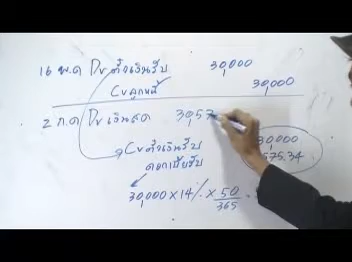 16 พ.ค Dr ตั๋วเงินรับ 30,000
Cr ลูกหนี้ 30,000
2 ก.ค Dr เงินสด 30,57
Cr ตั๋วเงินรับ 30,000
ดอกเบี้ยรับ 575.34
30,000 × 14% × 50/365